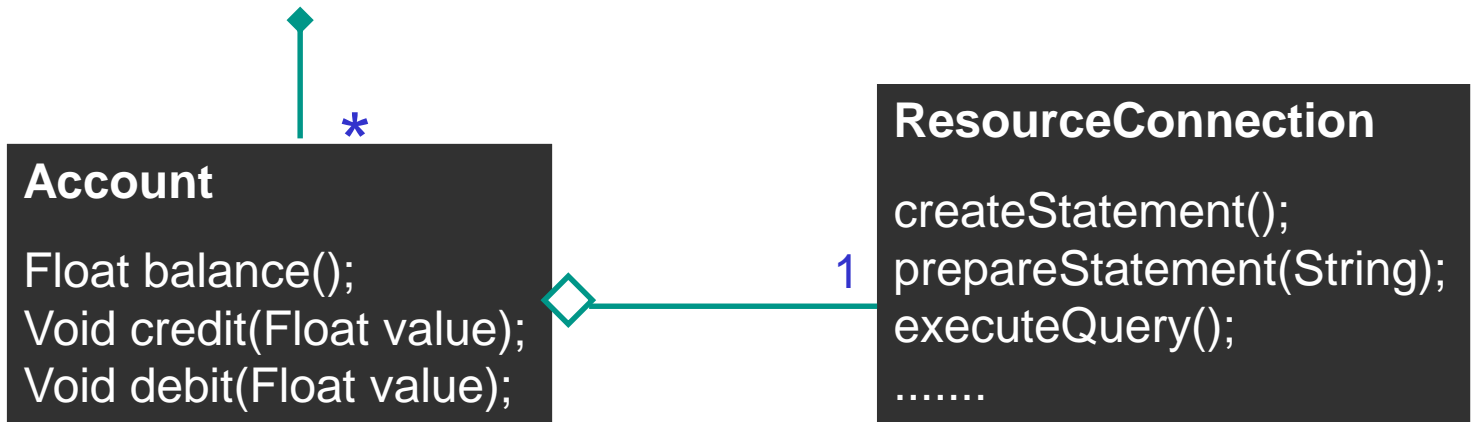 *
Account
Float balance();
Void credit(Float value);
Void debit(Float value);
1
ResourceConnection
createStatement();
prepareStatement(String);
executeQuery();
.......